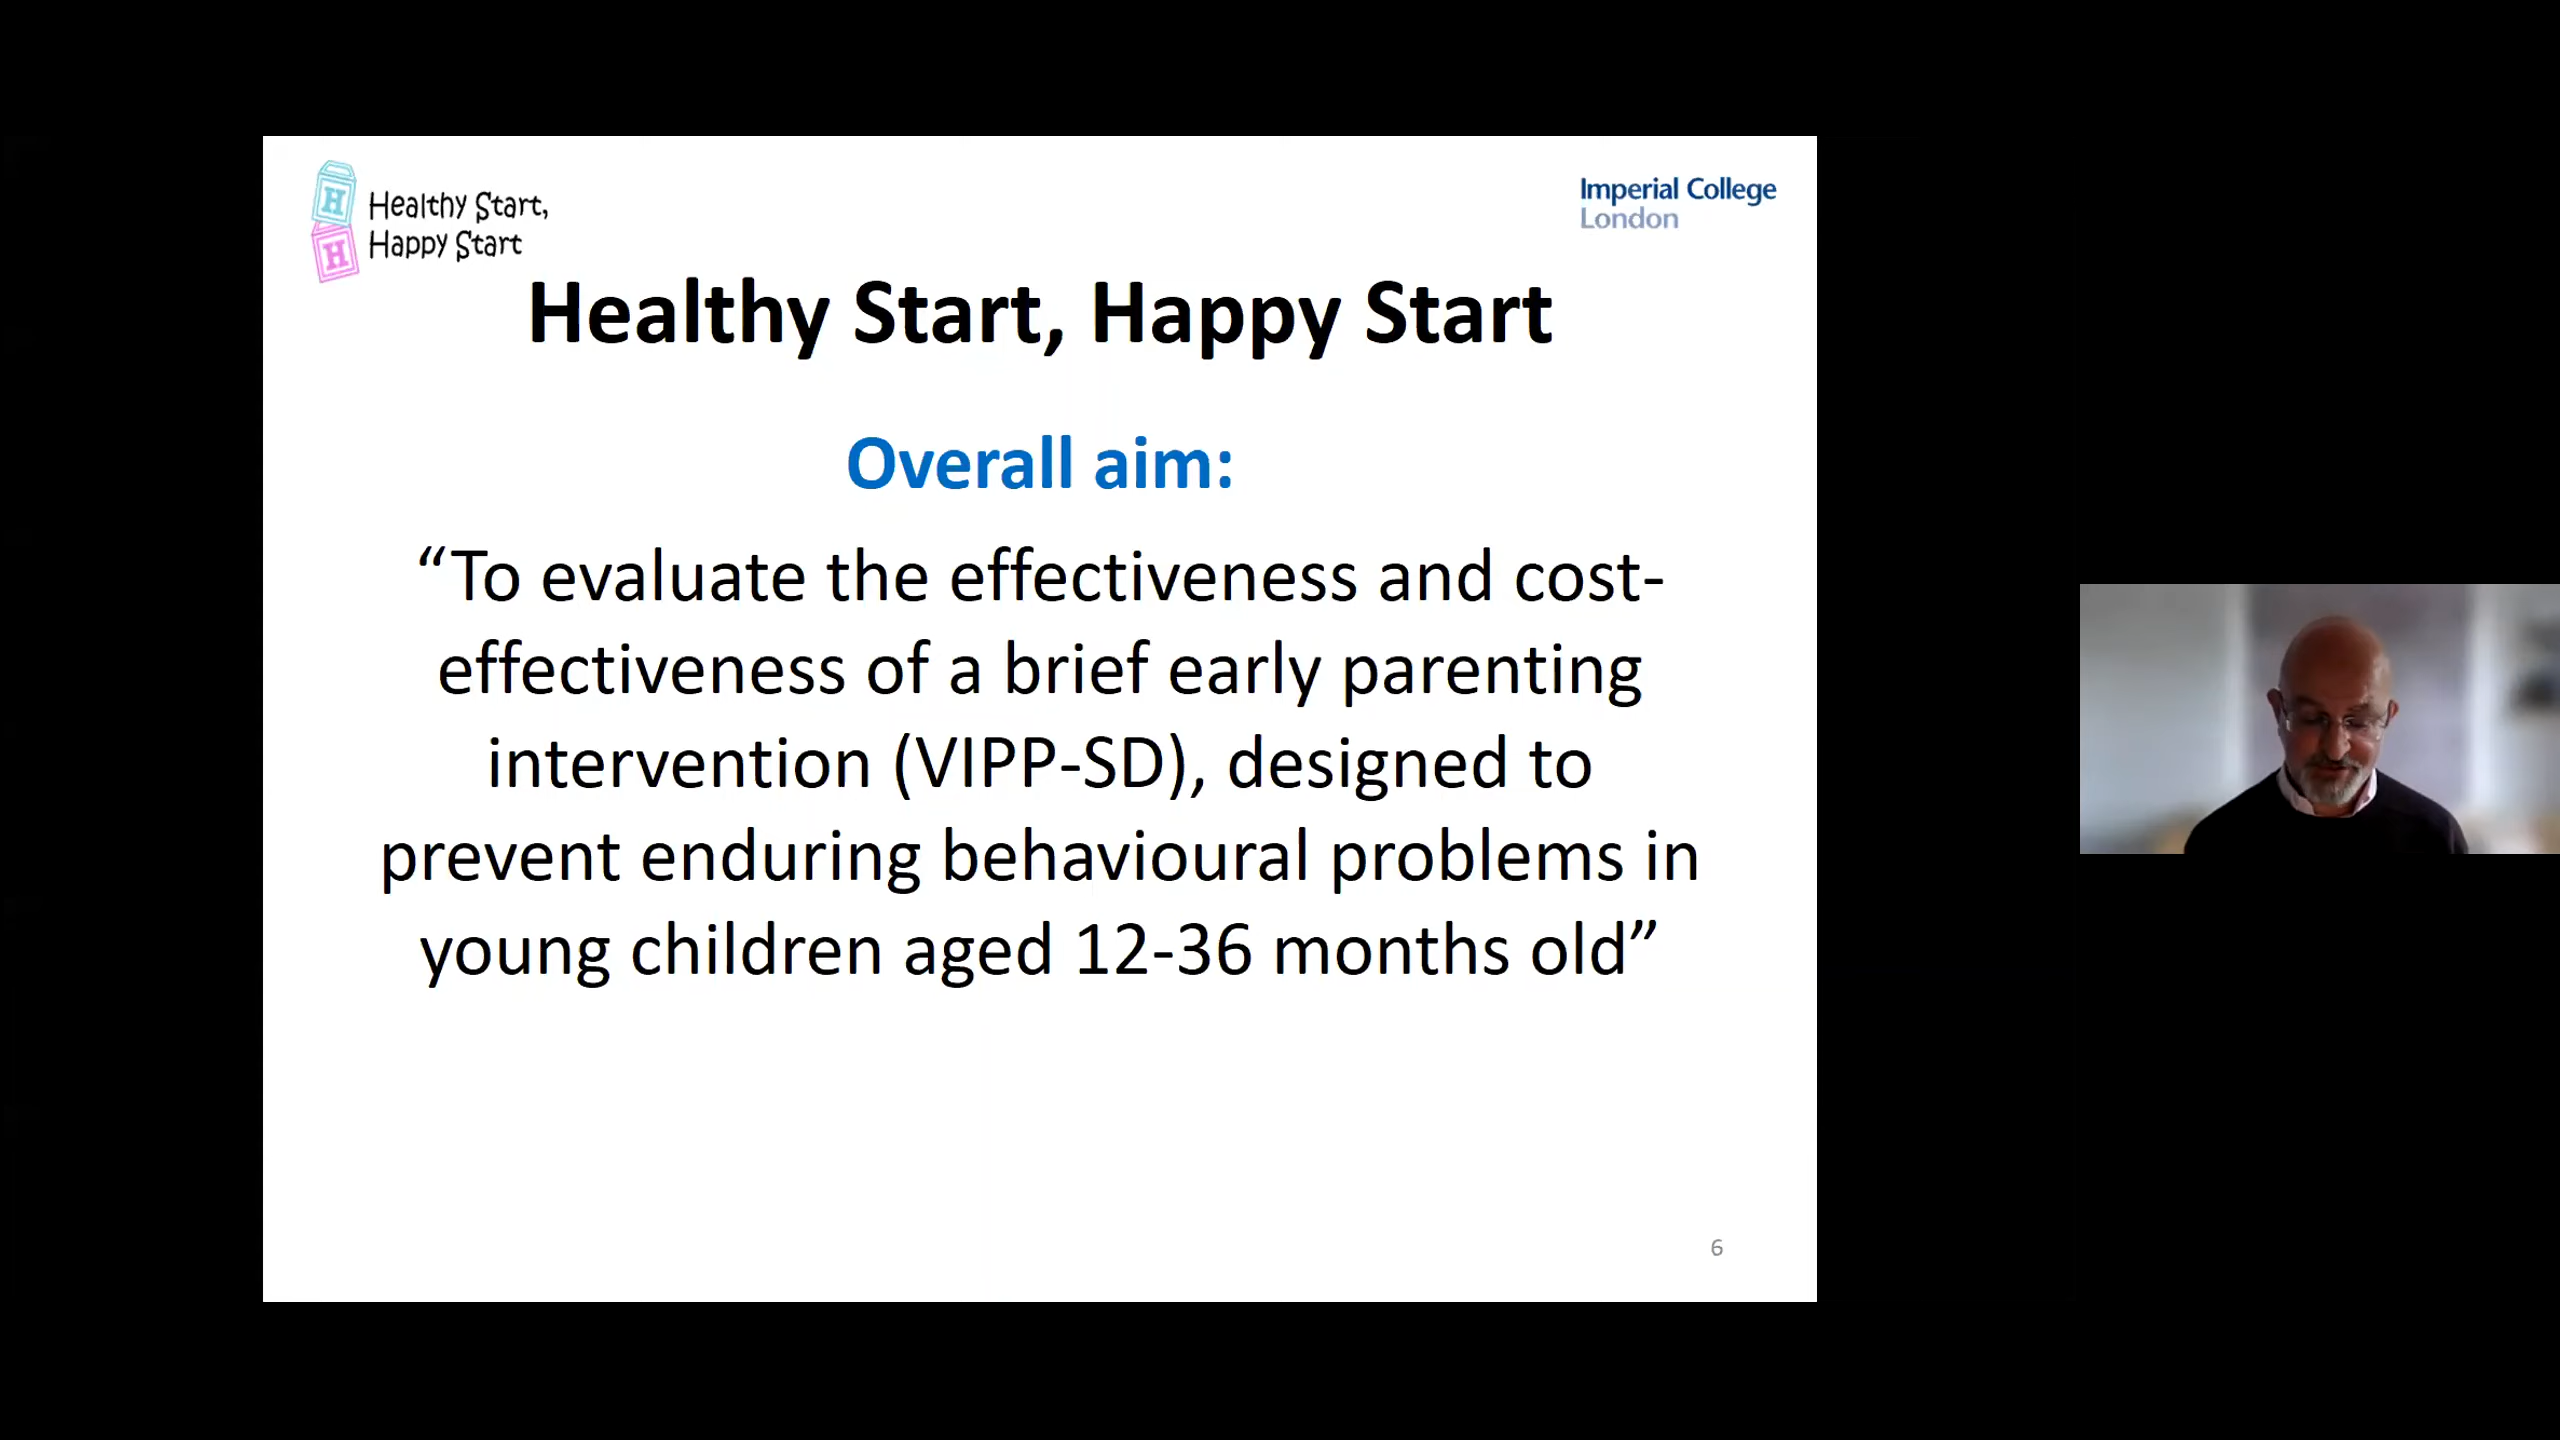 H
H
Healthy Start,
Happy Start
Imperial College
London
Healthy Start, Happy Start
Overall aim:
“To evaluate the effectiveness and cost-
effectiveness of a brief early parenting
intervention (VIPP-SD), designed to
prevent enduring behavioural problems in
young children aged 12-36 months old”
6